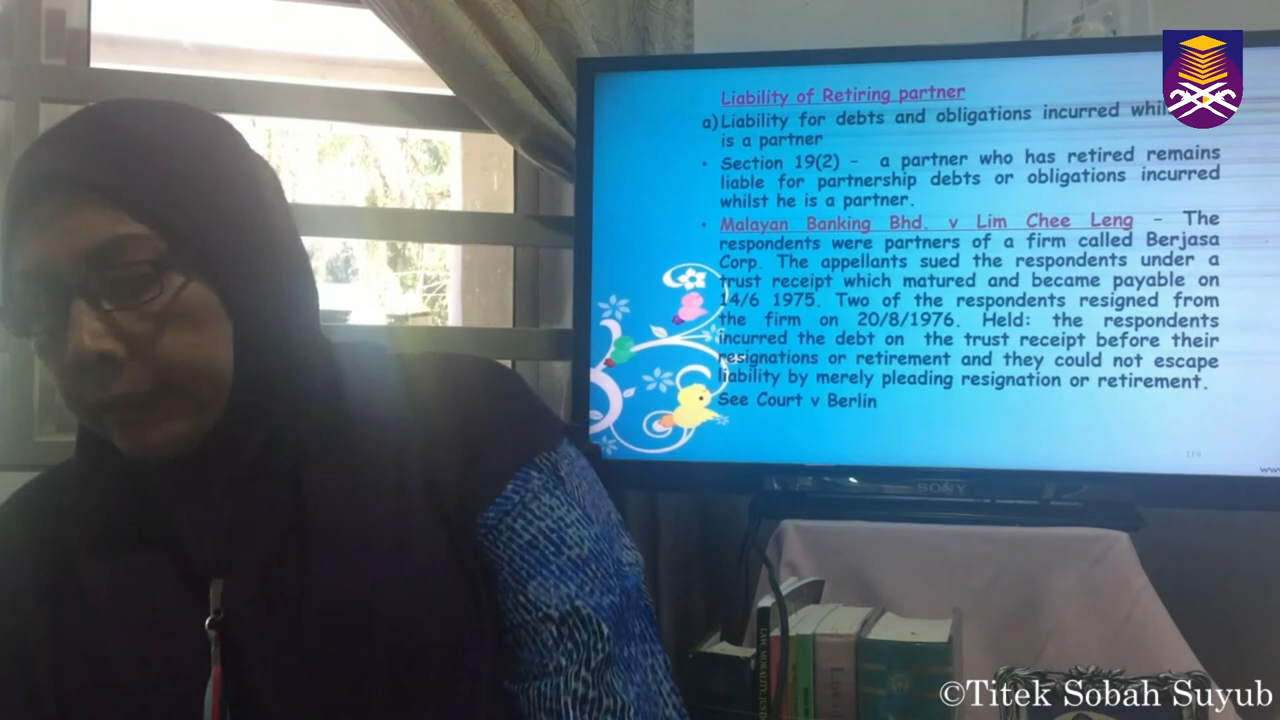 Liability of Retiring partner
a)Liability for debts and obligations incurred whi
is a partner
• Section 19(2) – a partner who has retired remains
liable for partnership debts or obligations incurred
whilst he is a partner.
• Malayan Banking Bhd. v Lim Chee Leng – The
respondents were partners of a firm called Berjasa
Corp. The appellants sued the respondents under a
trust receipt which matured and became payable on
14/6 1975. Two of the respondents resigned from
the firm on 20/8/1976. Held: the respondents
incurred the debt on the trust receipt before their
resignations or retirement and they could not escape
liability by merely pleading resignation or retirement.
See Court v Berlin
www
SONY
LAW, MORALITY,
©Titek Sobah Suyub